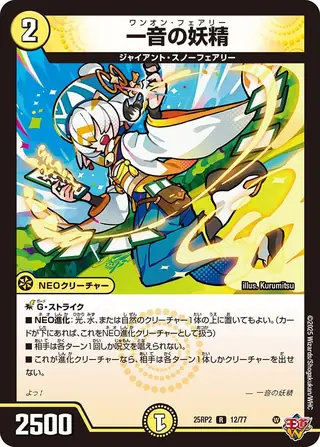 2
ワンオン・フェアリー
一音の妖精
ジャイアント・スノーフェアリー
illus. Kurumitsu
NEOクリーチャー
G・ストライク
■NEO進化:光、水、または自然のクリーチャー1体の上に置いてもよい。(カー
ドが下にあれば、これをNEO進化クリーチャーとして扱う)
■相手は各ターン1回しか呪文を唱えられない。
■これが進化クリーチャーなら、相手は各ターン1体しかクリーチャーを出せ
ない。
よっ! ― 一音の妖精
2500
1
25RP2 R 12/77
W
王道
©2025 Wizards/Shogakukan/WHC